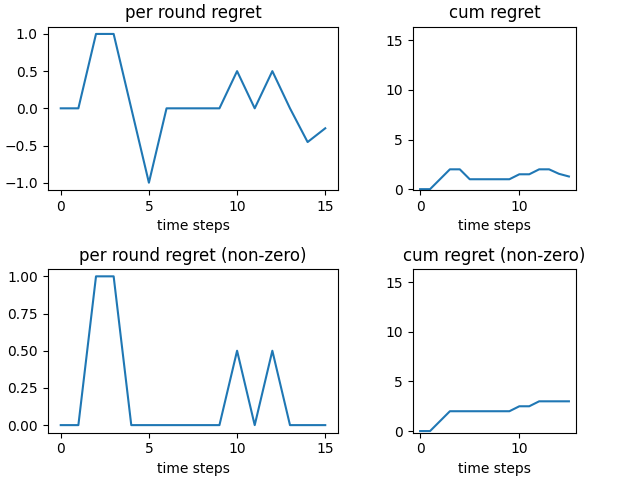 per round regret
1.0
0.5
0.0
−0.5
−1.0
0 5 10 15
time steps
cum regret
15
10
5
0
0 10
time steps
per round regret (non-zero)
1.00
0.75
0.50
0.25
0.00
0 5 10 15
time steps
cum regret (non-zero)
15
10
5
0
0 10
time steps